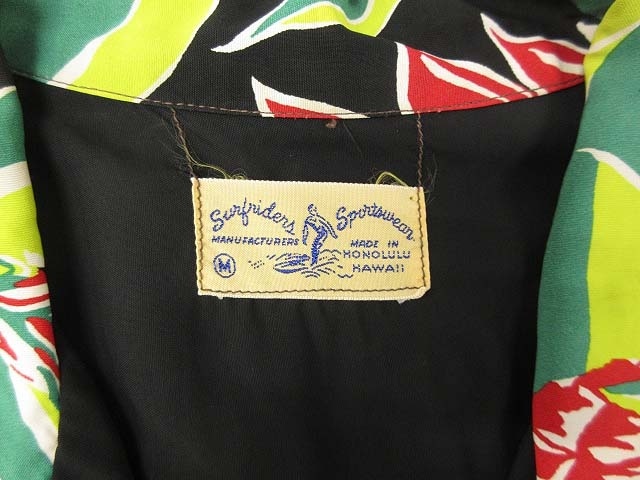 Surfriders Sportswear
MANUFACTURERS MADE IN
HONOLULU
M HAWAII